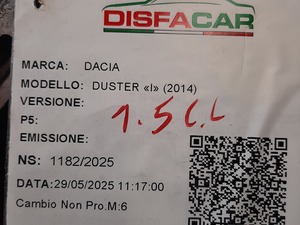 DISFACAR
MARCA: DACIA
MODELLO: DUSTER «I» (2014)
VERSIONE:
1.5 C.L
P5:
EMISSIONE:
NS: 1182/2025
DATA:29/05/2025 11:17:00
Cambio Non Pro.M:6